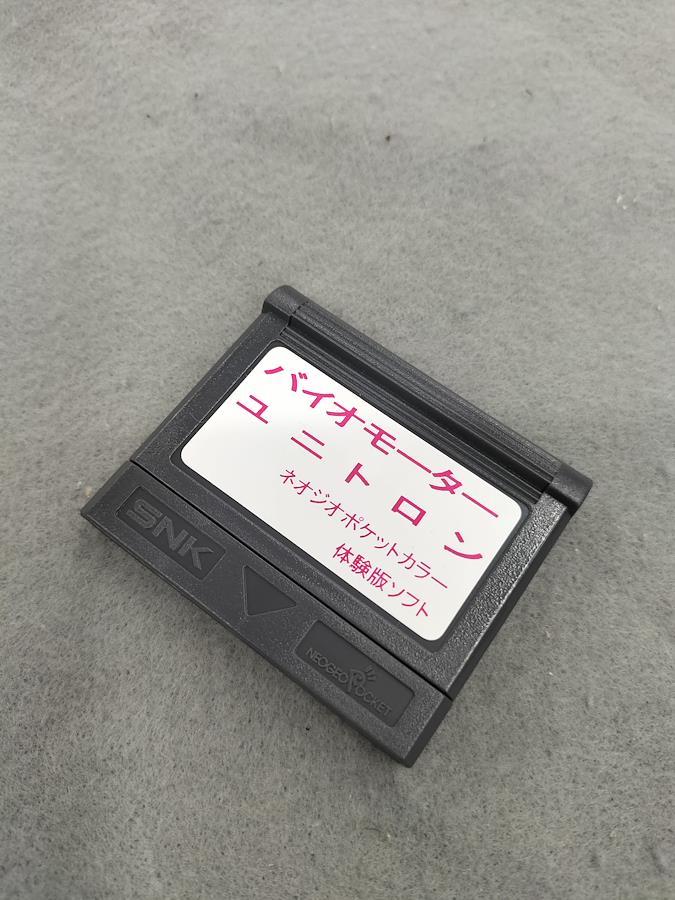 バイオモーター
ユニトロン
ネオジオポケットカラー
体験版ソフト
SNK
NEOGEO POCKET